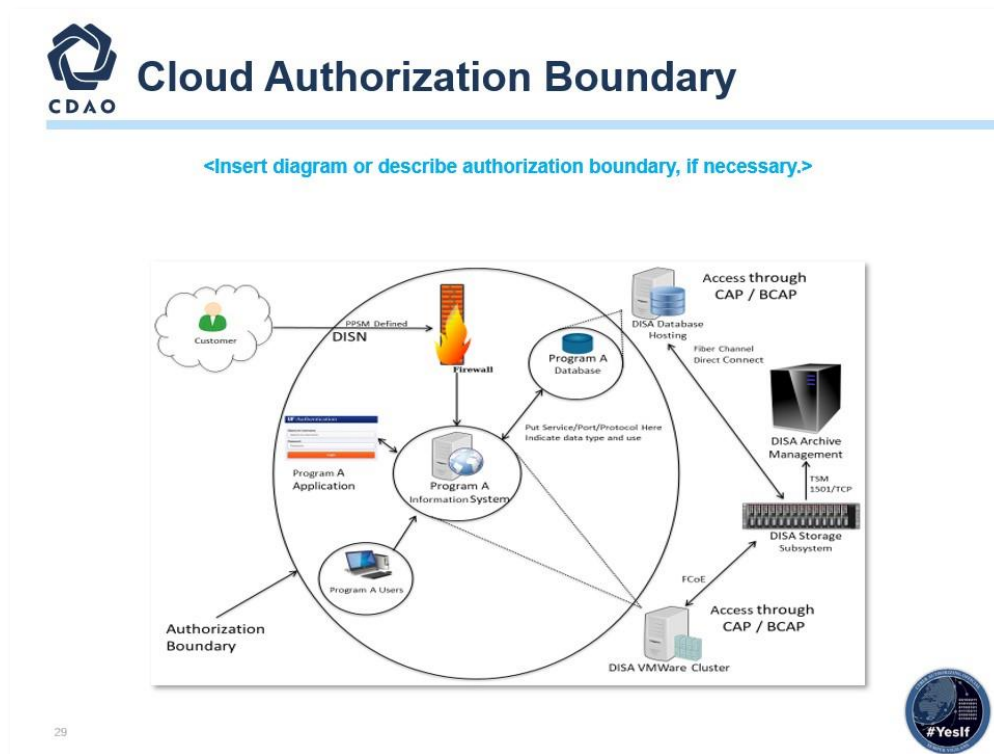 CDAO
Cloud Authorization Boundary
<Insert diagram or describe authorization boundary, if necessary.>
Customer
PPSM Defined
DISN
Firewall
Program A
Database
DISA Database
Hosting
Access through
CAP / BCAP
Fiber Channel
Direct Connect
DISA Archive
Management
TSM
1501/TCP
DISA Storage
Subsystem
Put Service/Port/Protocol Here
Indicate data type and use
UF Authentication
Program A
Application
Program A
Information System
Program A Users
Authorization
Boundary
FCoE
Access through
CAP / BCAP
DISA VMWare Cluster
29
#YesIf